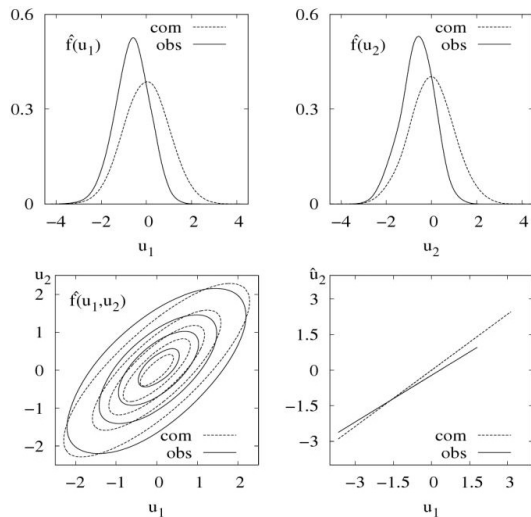 0.6
0.3
0
f̂(u1)
com
obs
−4 −2 0 2 4
u1
0.6
0.3
0
f̂(u2)
com
obs
−4 −2 0 2 4
u2
u2
2
1
0
−1
−2
f̂(u1,u2)
com
obs
−2 −1 0 1 2
u1
û2
3
1.5
0
−1.5
−3
com
obs
−3 −1.5 0 1.5 3
u1